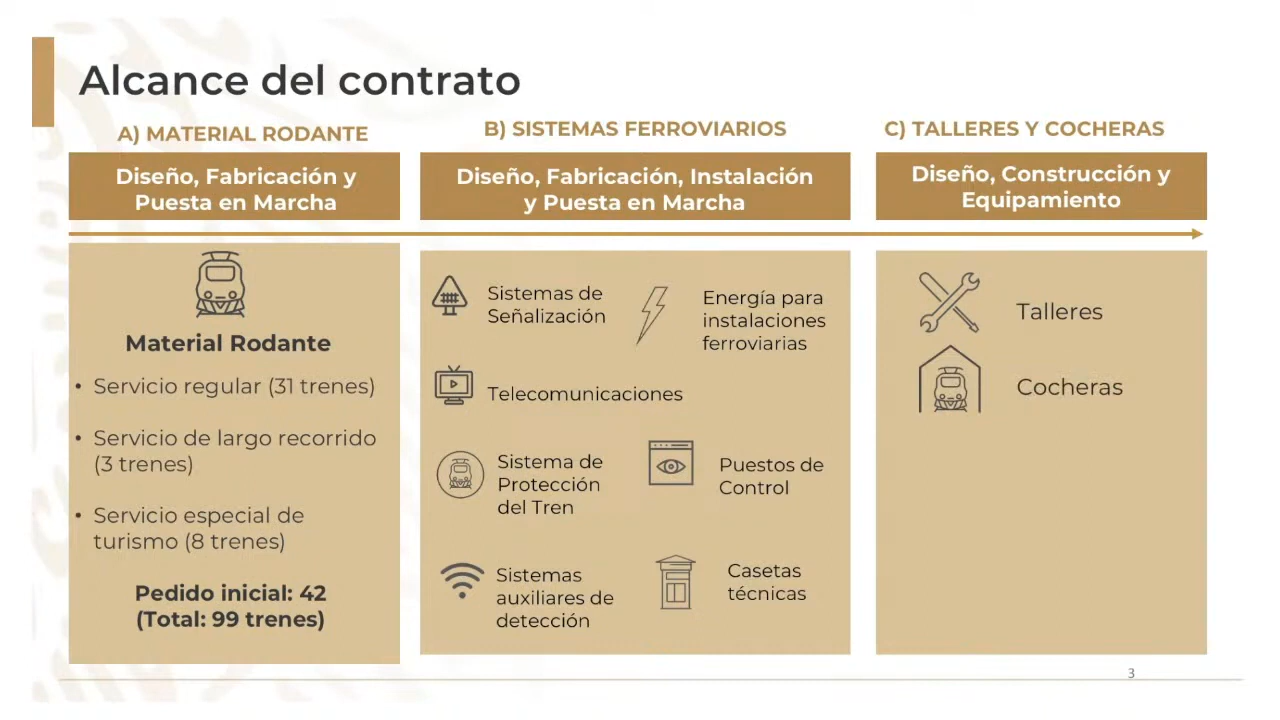 Alcance del contrato
A) MATERIAL RODANTE
Diseño, Fabricación y
Puesta en Marcha
Material Rodante
• Servicio regular (31 trenes)
• Servicio de largo recorrido
(3 trenes)
• Servicio especial de
turismo (8 trenes)
Pedido inicial: 42
(Total: 99 trenes)
B) SISTEMAS FERROVIARIOS
Diseño, Fabricación, Instalación
y Puesta en Marcha
Sistemas de
Señalización
Energía para
instalaciones
ferroviarias
Telecomunicaciones
Sistema de
Protección
del Tren
Puestos de
Control
Sistemas
auxiliares de
detección
Casetas
técnicas
C) TALLERES Y COCHERAS
Diseño, Construcción y
Equipamiento
Talleres
Cocheras
3